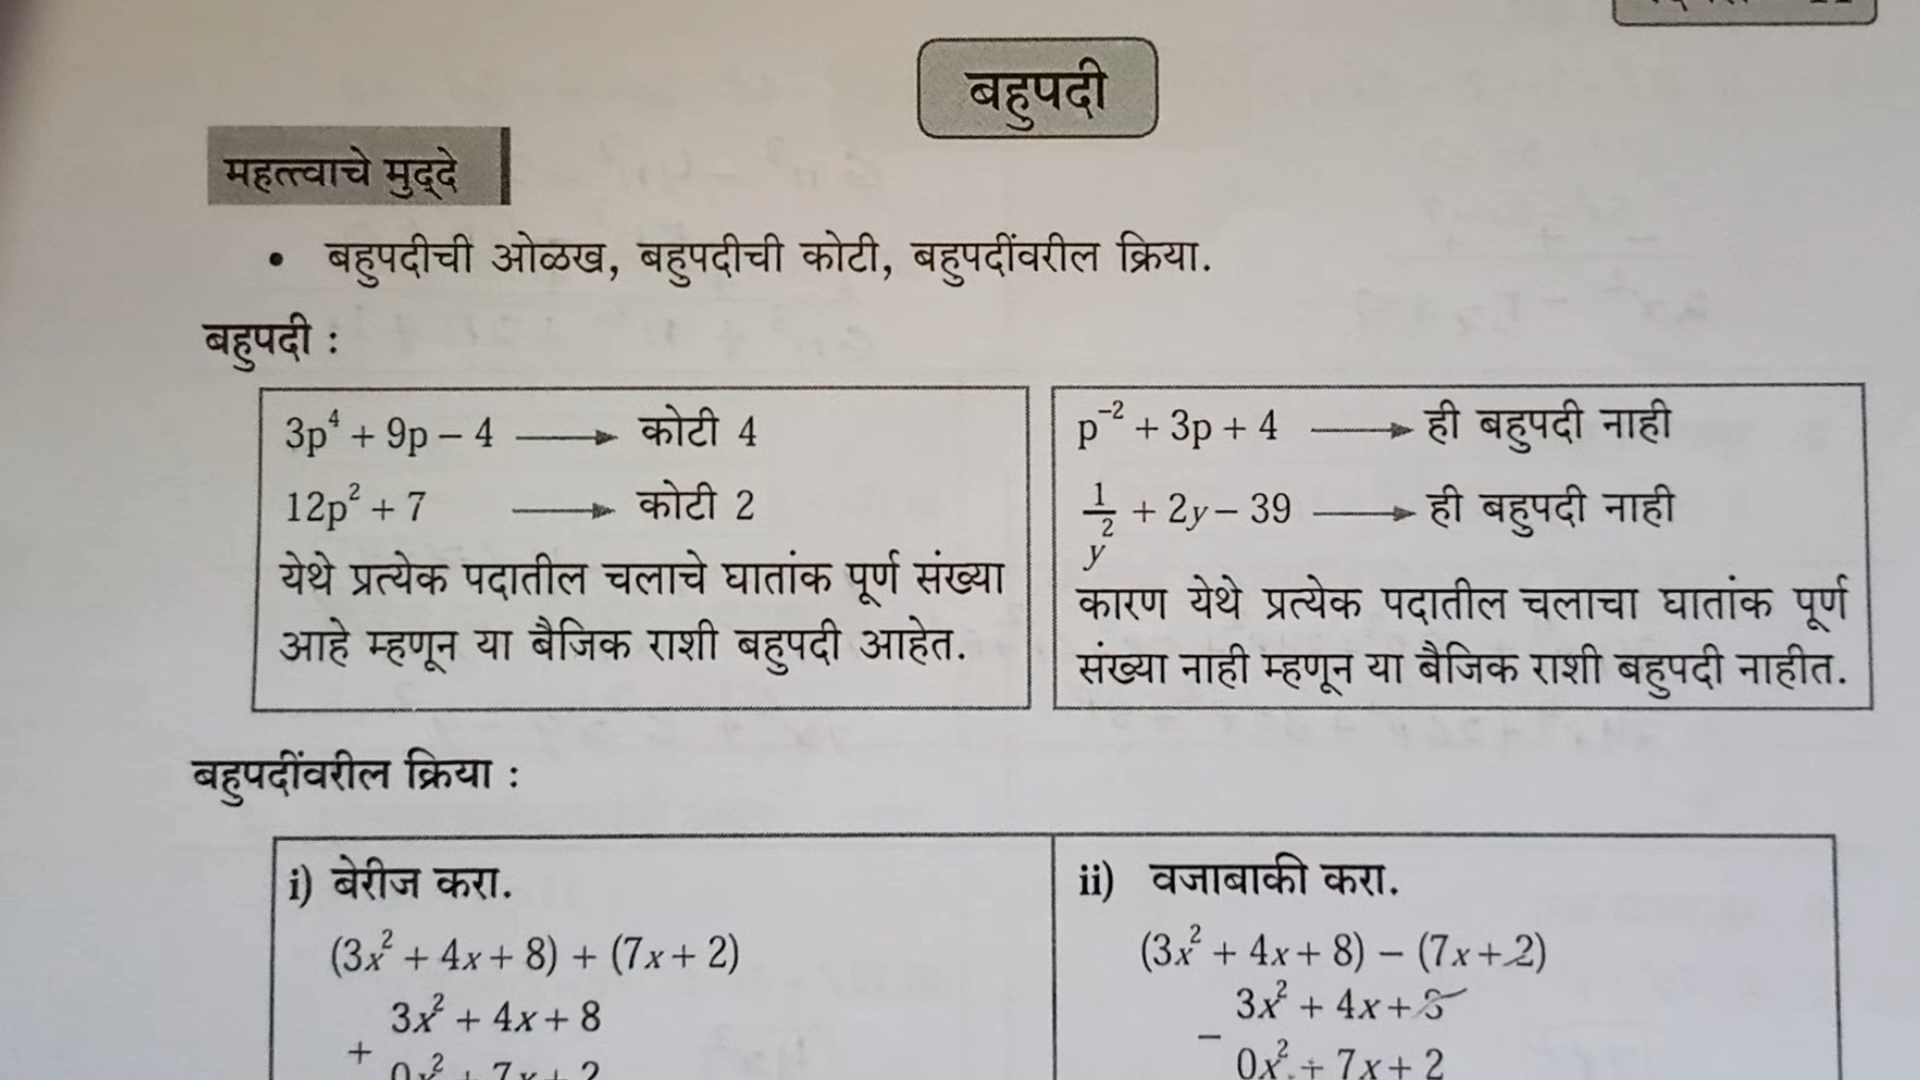 बहुपदी
महत्त्वाचे मुद्‌दे
• बहुपदीची ओळख, बहुपदीची कोटी, बहुपदींवरील क्रिया.
बहुपदी :
3p⁴ + 9p – 4 ⟶ कोटी 4
12p² + 7 ⟶ कोटी 2
येथे प्रत्येक पदातील चलाचे घातांक पूर्ण संख्या
आहे म्हणून या बैजिक राशी बहुपदी आहेत.
p⁻² + 3p + 4 ⟶ ही बहुपदी नाही
1/y² + 2y – 39 ⟶ ही बहुपदी नाही
कारण येथे प्रत्येक पदातील चलाचा घातांक पूर्ण
संख्या नाही म्हणून या बैजिक राशी बहुपदी नाहीत.
बहुपदींवरील क्रिया :
i) बेरीज करा.
(3x² + 4x + 8) + (7x + 2)
3x² + 4x + 8
+ 0x² + 7x + 2
ii) वजाबाकी करा.
(3x² + 4x + 8) – (7x + 2)
3x² + 4x + 8
– 0x² + 7x + 2